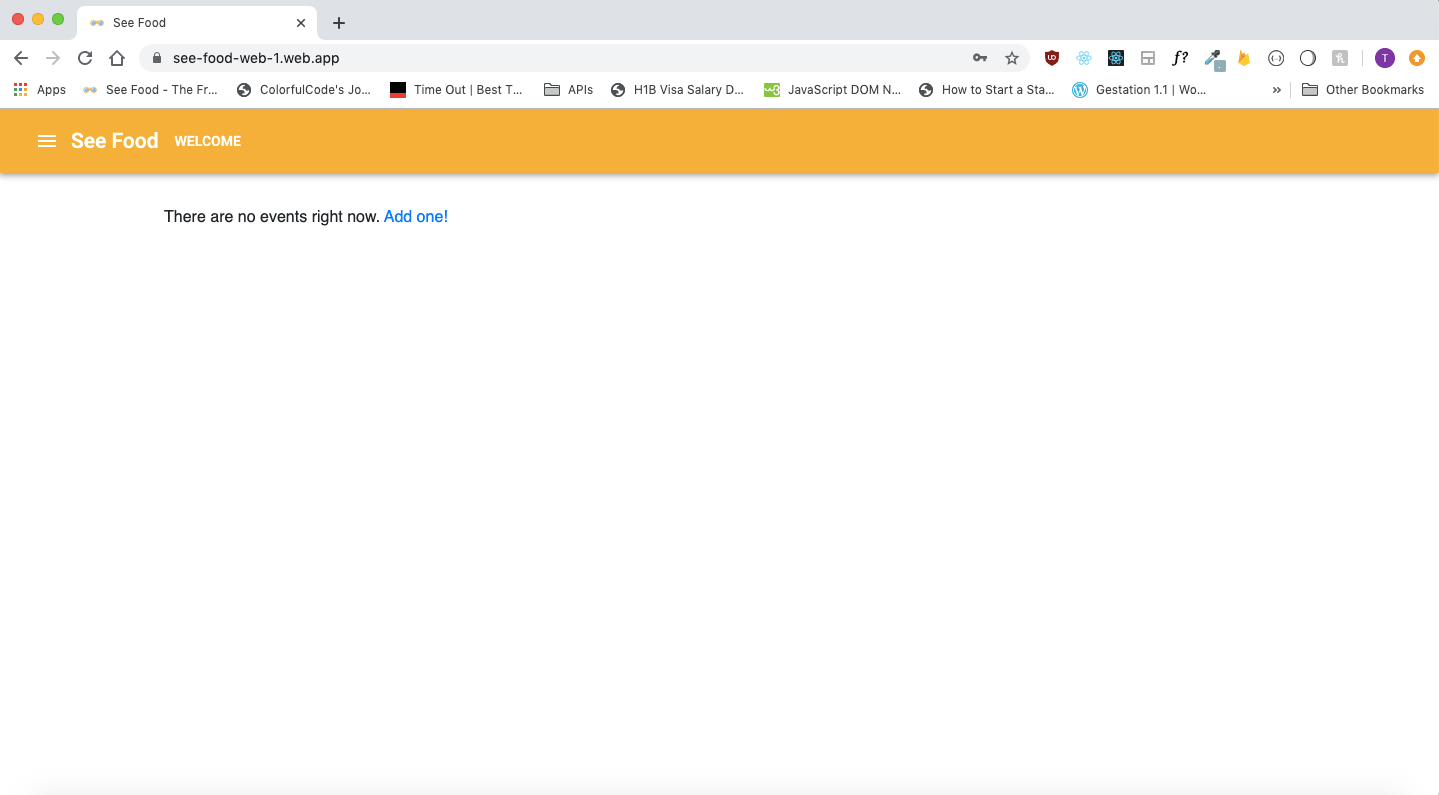 See Food
see-food-web-1.web.app
f?
T
Apps
See Food - The Fr...
ColorfulCode's Jo...
Time Out | Best T...
APIs
H1B Visa Salary D...
JavaScript DOM N...
How to Start a Sta...
Gestation 1.1 | Wo...
»
Other Bookmarks
See Food WELCOME
There are no events right now. Add one!